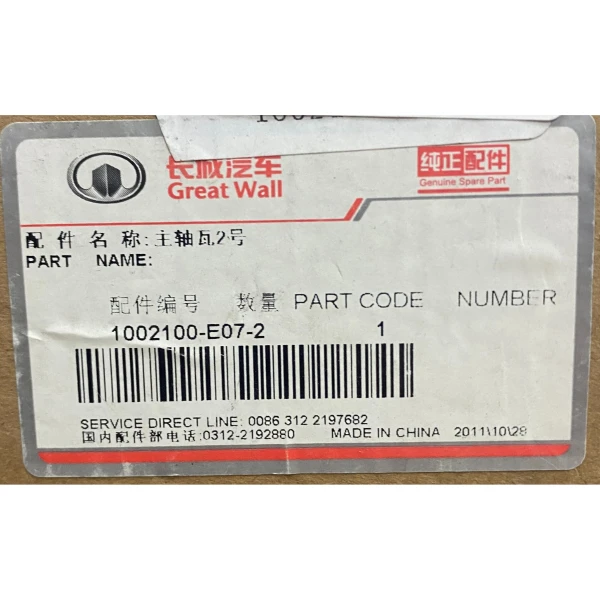 长城汽车
Great Wall
纯正配件
Genuine Spare Part
配件名称:主轴瓦2号
PART NAME:
配件编号 数量 PART CODE NUMBER
1002100-E07-2 1
SERVICE DIRECT LINE: 0086 312 2197682
国内配件部电话:0312-2192880 MADE IN CHINA 2011\10\28